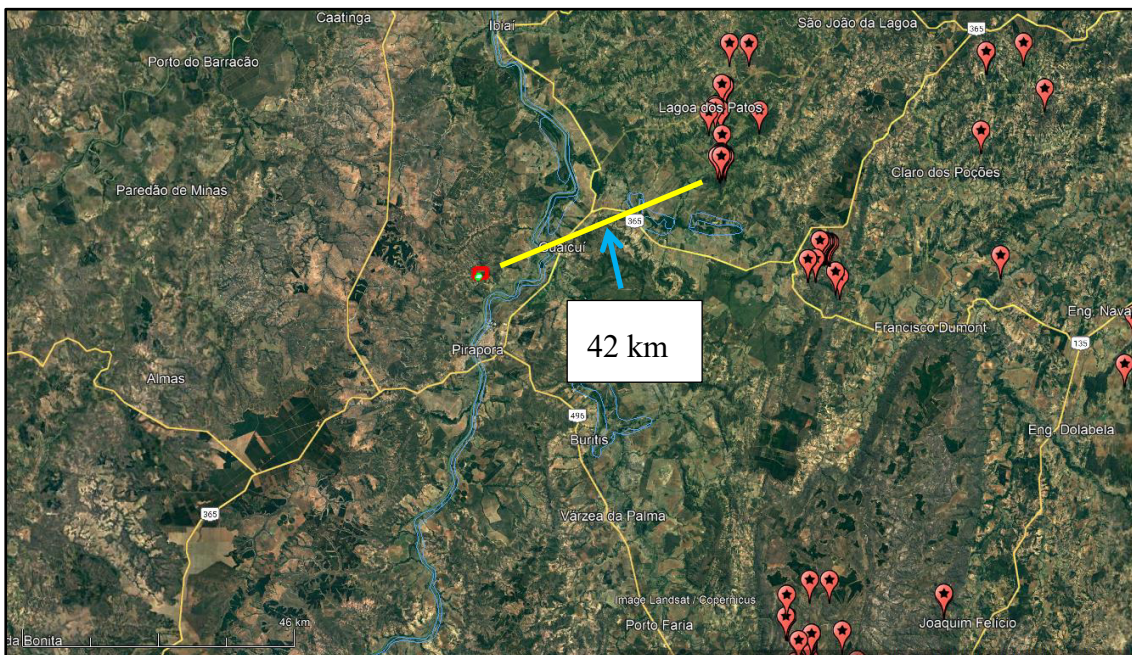 Caatinga
Ibiaí
São João da Lagoa
365
Porto do Barracão
Lagoa dos Patos
Claro dos Poções
Paredão de Minas
365
Guaicuí
Francisco Dumont
Eng. Nava
135
42 km
Pirapora
Almas
496
Buritis
Eng. Dolabela
365
Várzea da Palma
Image Landsat / Copernicus
46 km
Porto Faria
Joaquim Felício
da Bonita